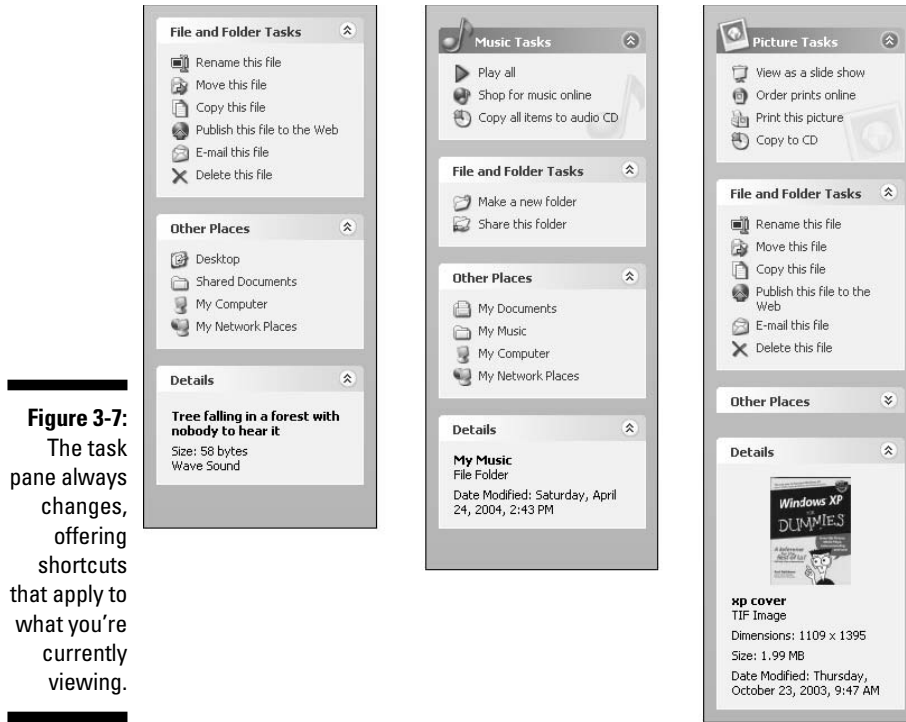 File and Folder Tasks
Rename this file
Move this file
Copy this file
Publish this file to the Web
E-mail this file
Delete this file
Other Places
Desktop
Shared Documents
My Computer
My Network Places
Details
Tree falling in a forest with
nobody to hear it
Size: 58 bytes
Wave Sound
Music Tasks
Play all
Shop for music online
Copy all items to audio CD
File and Folder Tasks
Make a new folder
Share this folder
Other Places
My Documents
My Music
My Computer
My Network Places
Details
My Music
File Folder
Date Modified: Saturday, April
24, 2004, 2:43 PM
Picture Tasks
View as a slide show
Order prints online
Print this picture
Copy to CD
File and Folder Tasks
Rename this file
Move this file
Copy this file
Publish this file to the
Web
E-mail this file
Delete this file
Other Places
Details
Windows XP
FOR
DUMMIES
A Reference
for the
Rest of Us!
xp cover
TIF Image
Dimensions: 1109 x 1395
Size: 1.99 MB
Date Modified: Thursday,
October 23, 2003, 9:47 AM
Figure 3-7:
The task
pane always
changes,
offering
shortcuts
that apply to
what you're
currently
viewing.